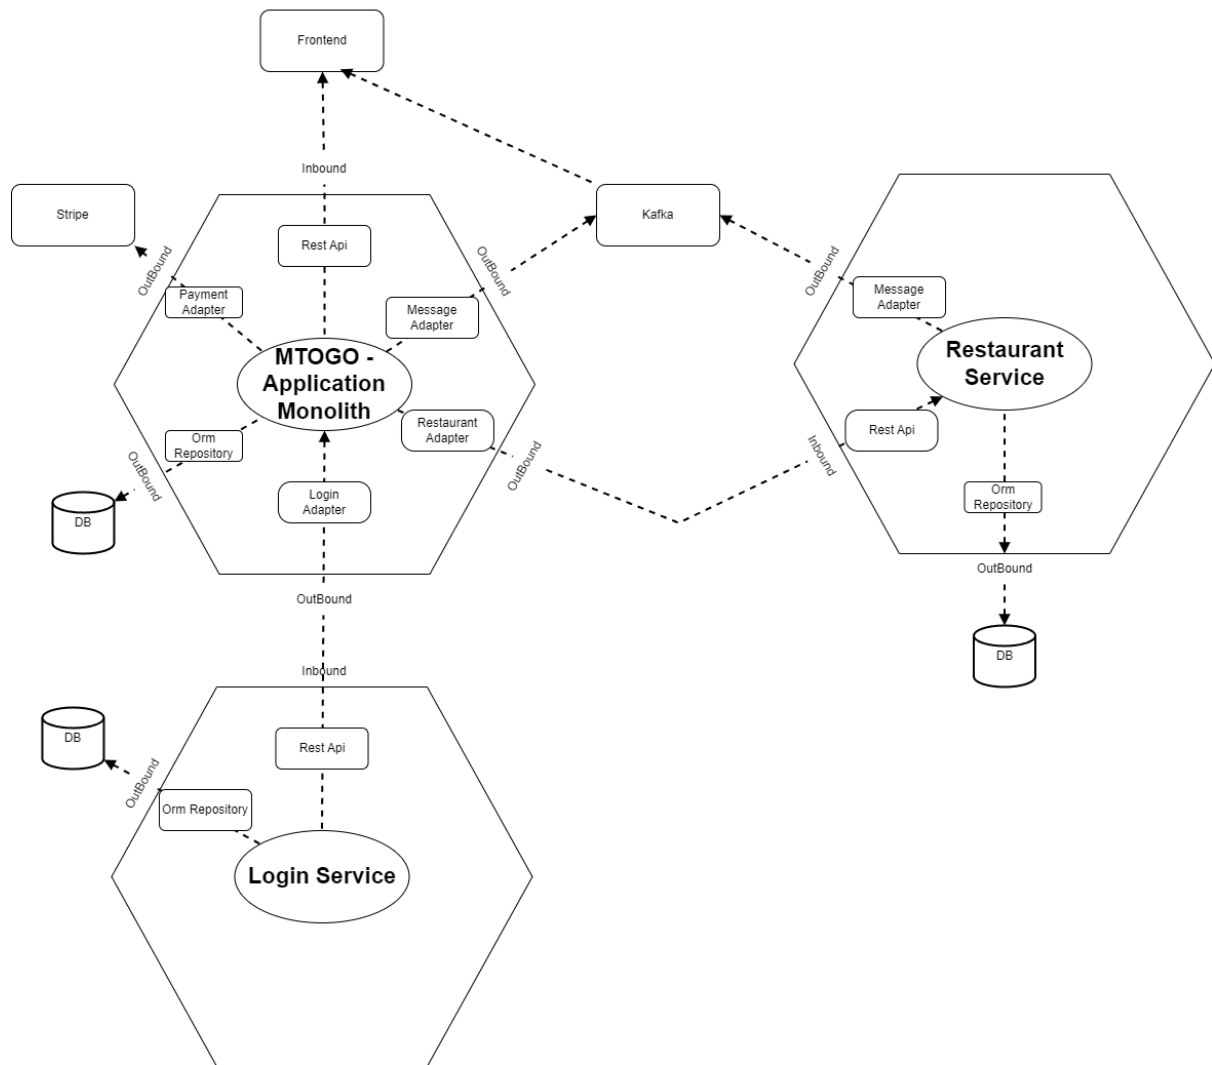 Frontend
Inbound
Stripe
Kafka
OutBound
Rest Api
OutBound
OutBound
Payment
Adapter
Message
Adapter
Message
Adapter
MTOGO -
Application
Monolith
Restaurant
Service
Orm
Repository
Restaurant
Adapter
Rest Api
OutBound
OutBound
Inbound
Login
Adapter
Orm
Repository
DB
OutBound
OutBound
DB
Inbound
DB
Rest Api
OutBound
Orm Repository
Login Service